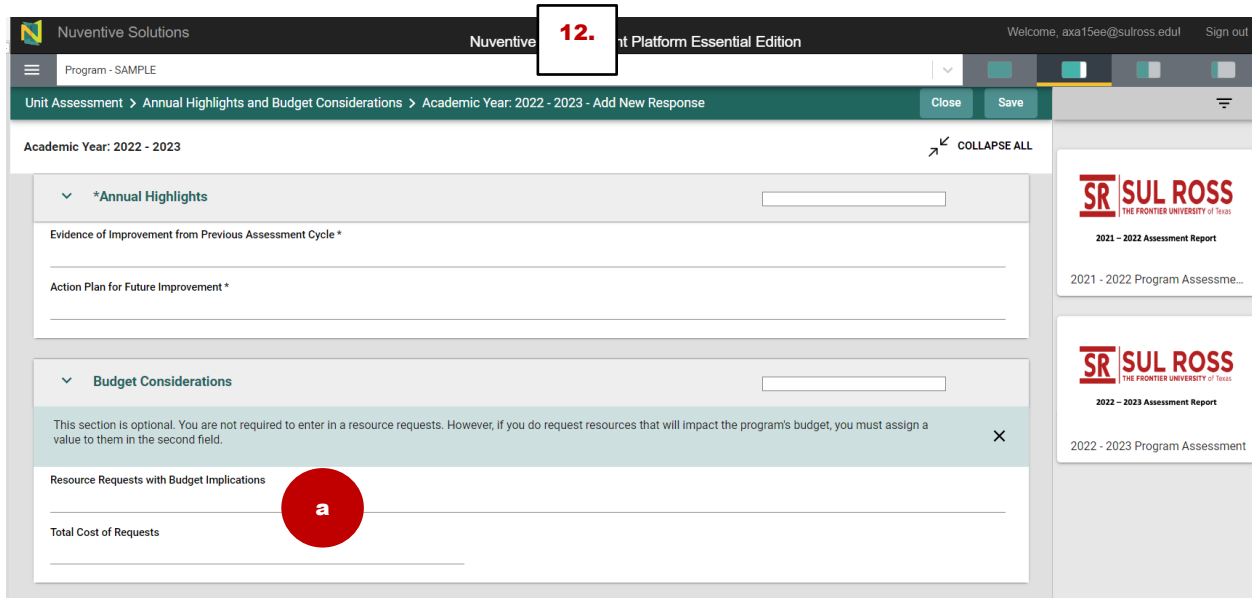 Nuventive Solutions
Nuventive
12.
nt Platform Essential Edition
Welcome, axa15ee@sulross.edu!
Sign out
Program - SAMPLE
Unit Assessment > Annual Highlights and Budget Considerations > Academic Year: 2022 - 2023 - Add New Response
Close
Save
Academic Year: 2022 - 2023
COLLAPSE ALL
*Annual Highlights
Evidence of Improvement from Previous Assessment Cycle *
Action Plan for Future Improvement *
Budget Considerations
This section is optional. You are not required to enter in a resource requests. However, if you do request resources that will impact the program's budget, you must assign a
value to them in the second field.
Resource Requests with Budget Implications
a
Total Cost of Requests
SR SUL ROSS
THE FRONTIER UNIVERSITY of Texas
2021 – 2022 Assessment Report
2021 - 2022 Program Assessme...
SR SUL ROSS
THE FRONTIER UNIVERSITY of Texas
2022 – 2023 Assessment Report
2022 - 2023 Program Assessment